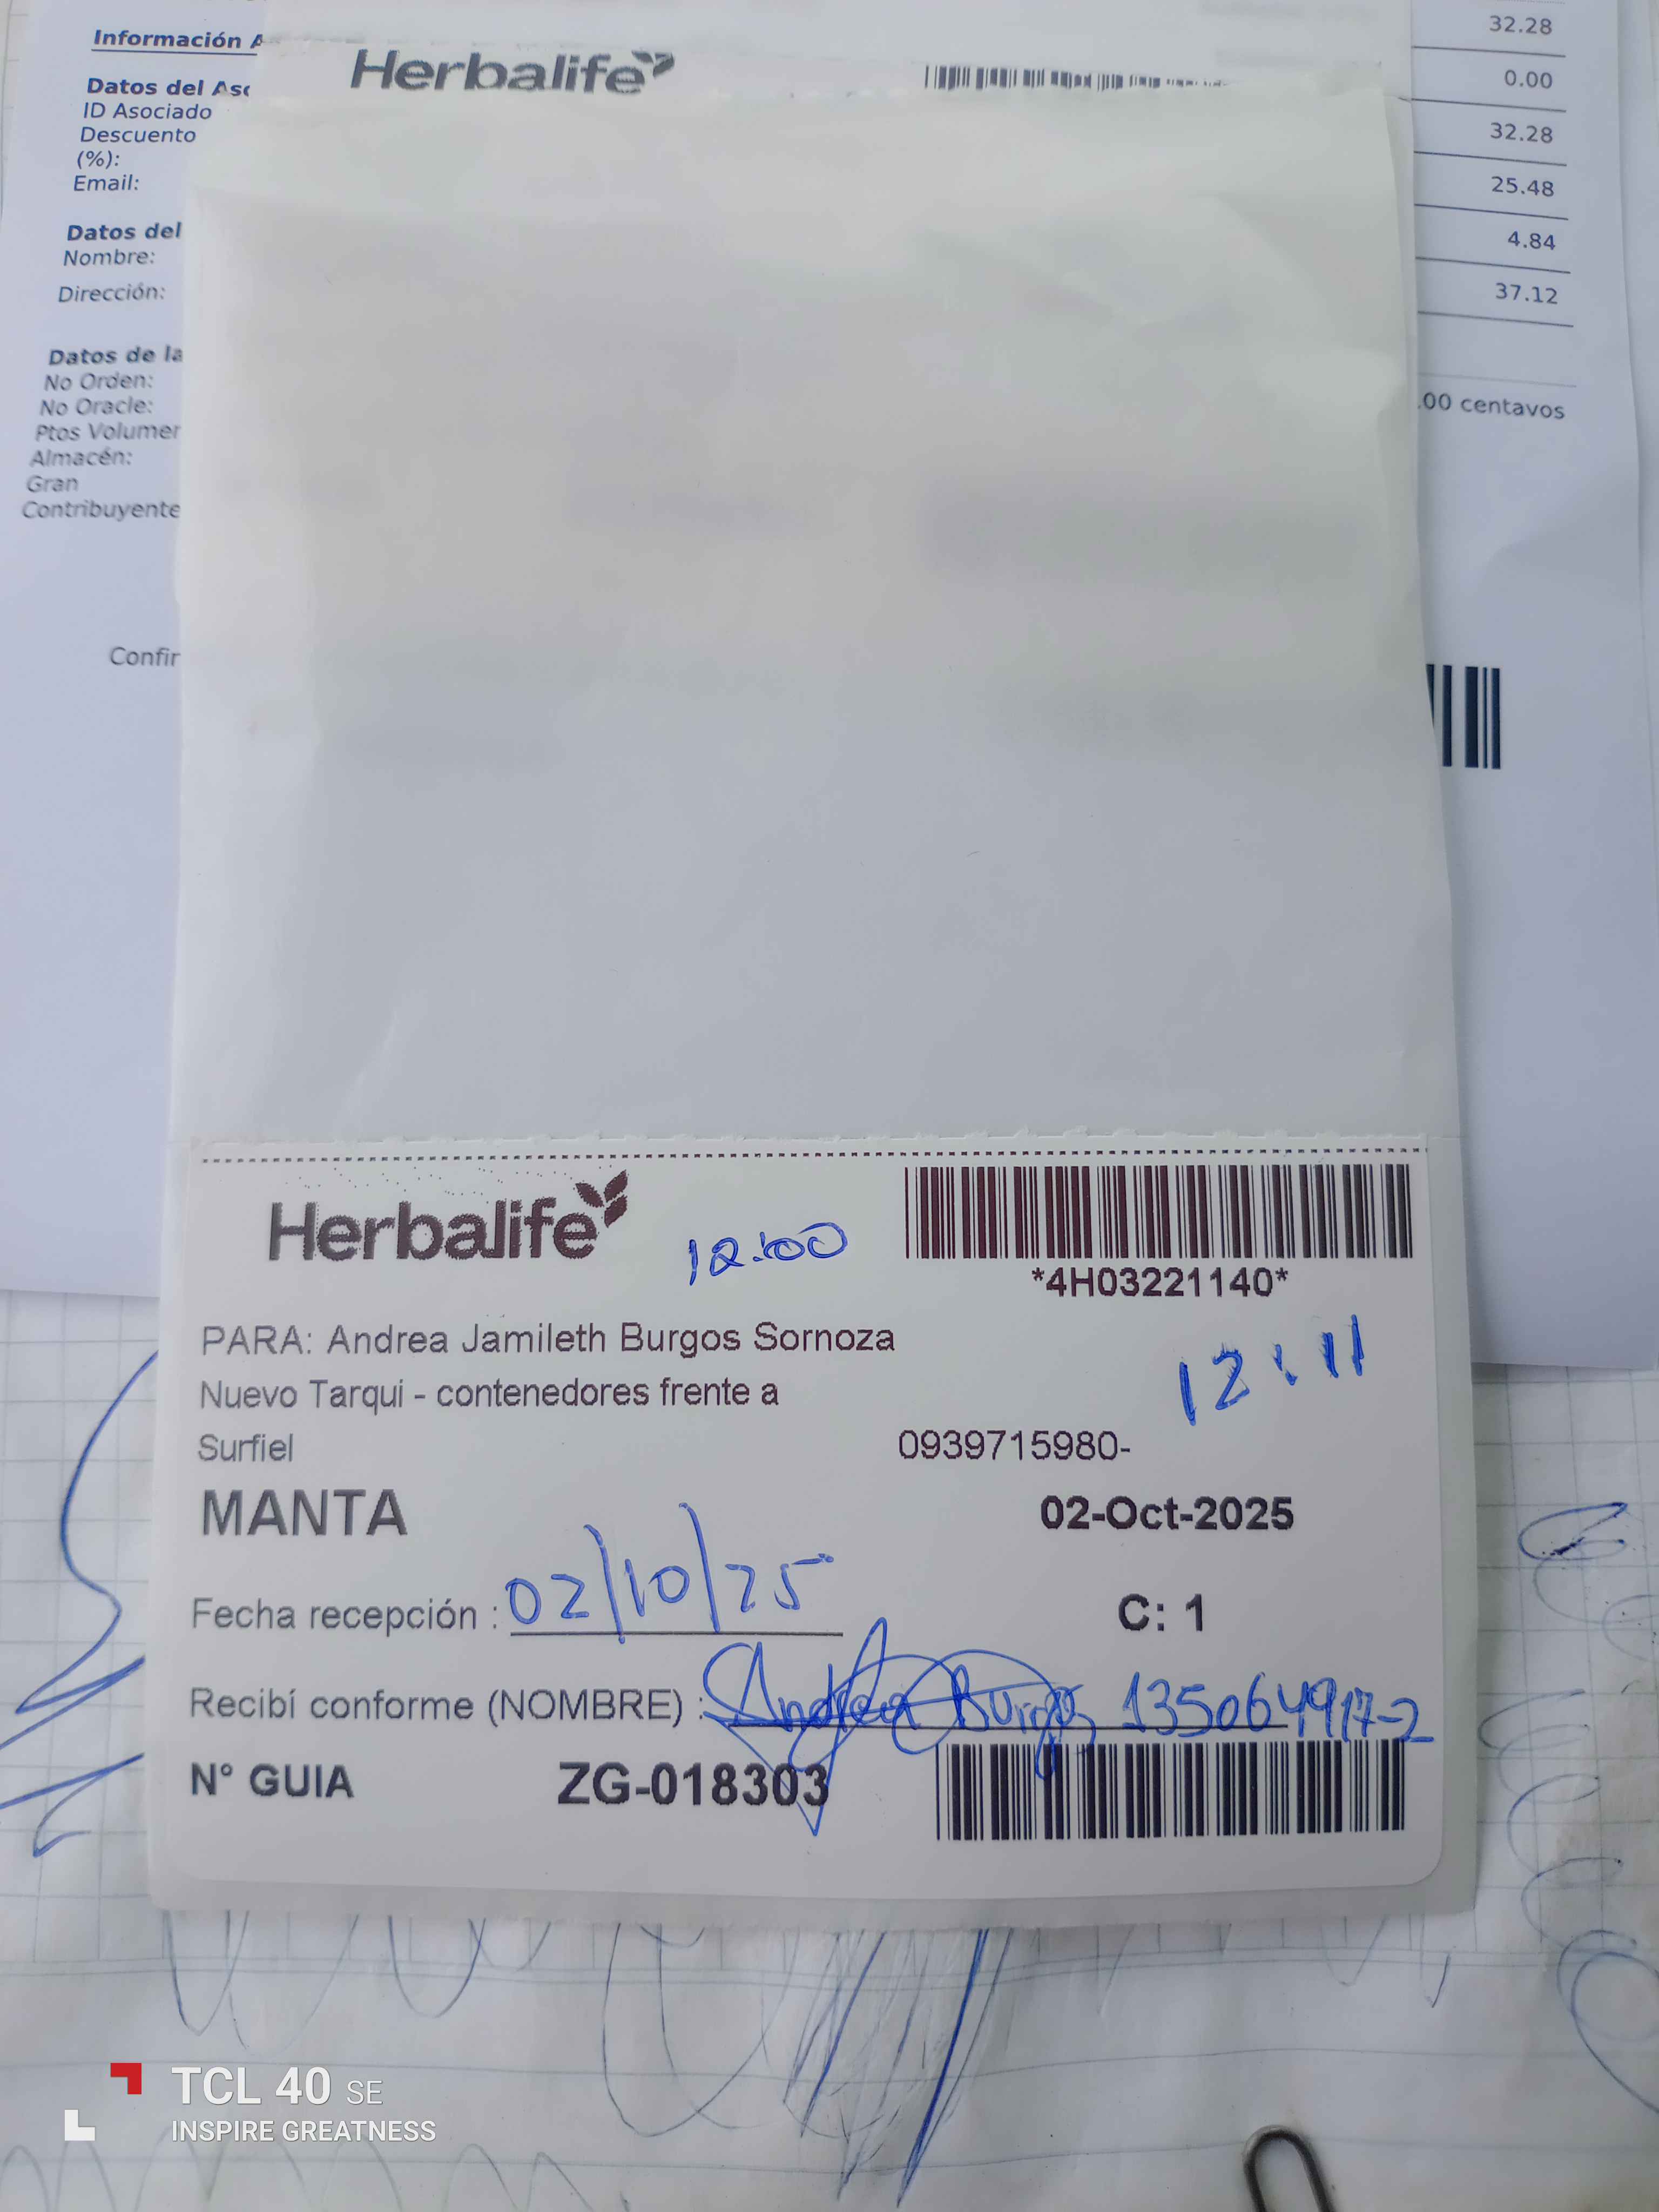 Información
Datos del Aso
ID Asociado
Descuento
(%):
Email:
Datos del
Nombre:
Dirección:
Datos de la
No Orden:
No Oracle:
Ptos Volumen
Almacén:
Gran
Contribuyente
Confir
32.28
0.00
32.28
25.48
4.84
37.12
.00 centavos
Herbalife
Herbalife
12:00
*4H03221140*
PARA: Andrea Jamileth Burgos Sornoza
12:11
Nuevo Tarqui - contenedores frente a
Surfiel
0939715980-
MANTA
02-Oct-2025
Fecha recepción : 02/10/25
C: 1
Recibí conforme (NOMBRE) : Andrea Burgos 135064917-2
N° GUIA ZG-018303
TCL 40 SE
INSPIRE GREATNESS